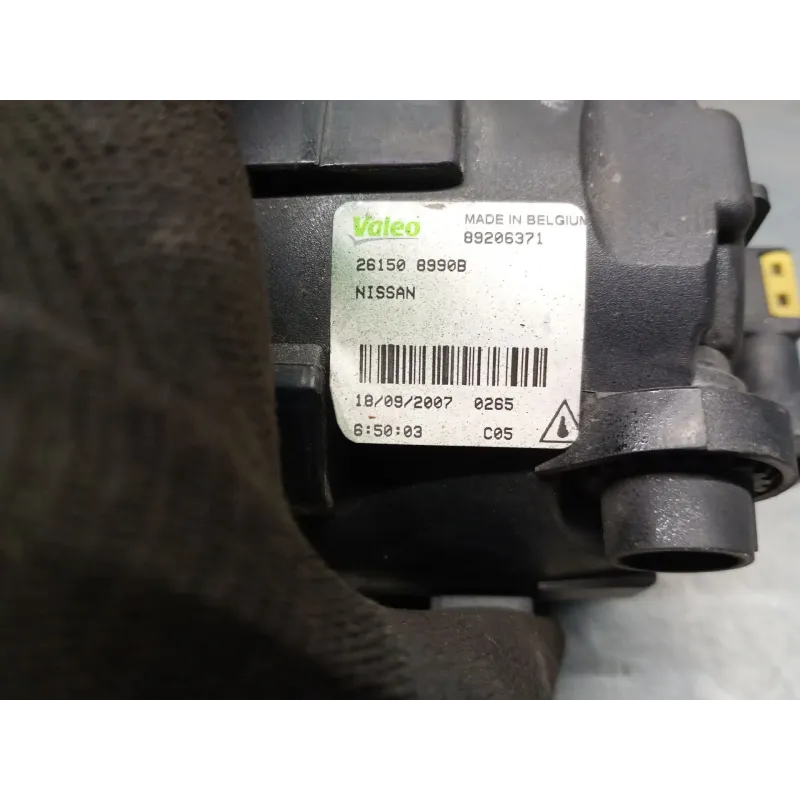 Valeo MADE IN BELGIUM
89206371
26150 8990B
NISSAN
18/09/2007 0265
6:50:03 C05